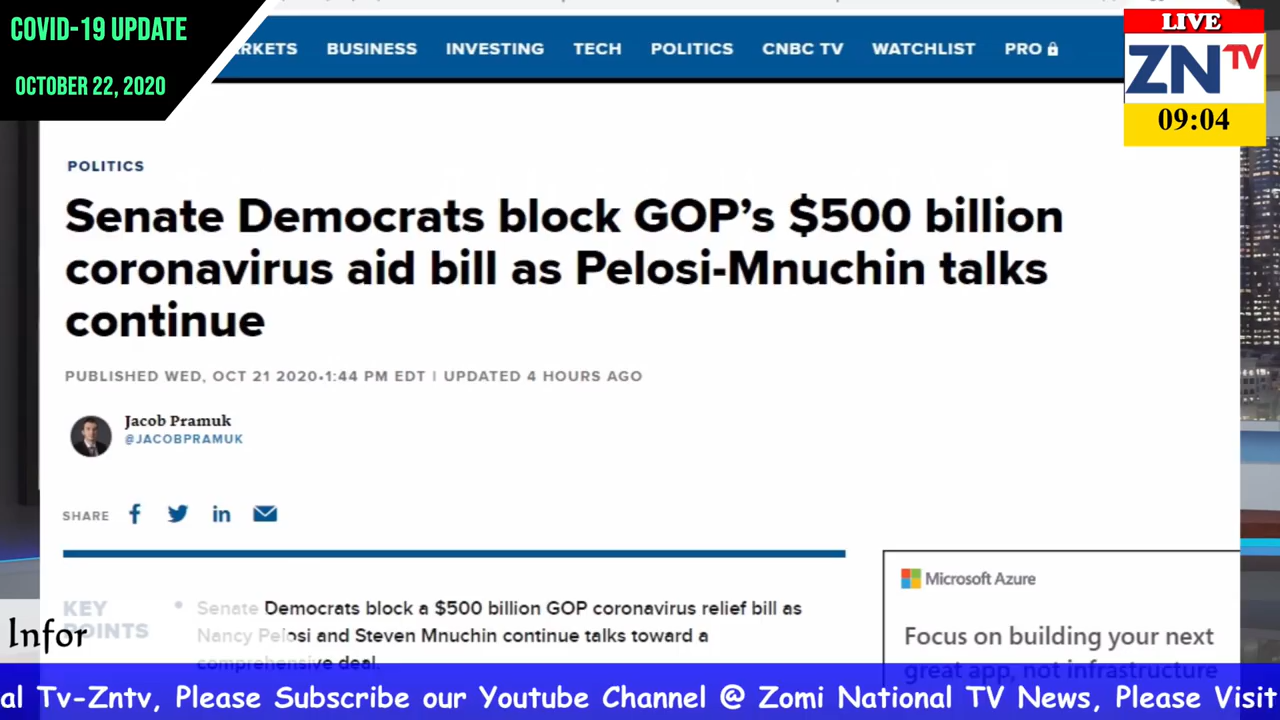 COVID-19 UPDATE
OCTOBER 22, 2020
RKETS BUSINESS INVESTING TECH POLITICS CNBC TV WATCHLIST PRO
LIVE
ZNTV
09:04
POLITICS
Senate Democrats block GOP's $500 billion
coronavirus aid bill as Pelosi-Mnuchin talks
continue
PUBLISHED WED, OCT 21 2020•1:44 PM EDT | UPDATED 4 HOURS AGO
Jacob Pramuk
@JACOBPRAMUK
SHARE
KEY
POINTS
• Senate Democrats block a $500 billion GOP coronavirus relief bill as
Nancy Pelosi and Steven Mnuchin continue talks toward a
comprehensive deal.
Microsoft Azure
Focus on building your next
great app, not infrastructure
Infor
al Tv-Zntv, Please Subscribe our Youtube Channel @ Zomi National TV News, Please Visit